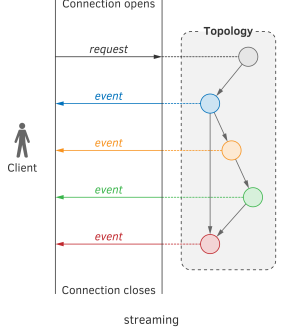 Connection opens
Topology
request
event
event
Client
event
event
Connection closes
streaming